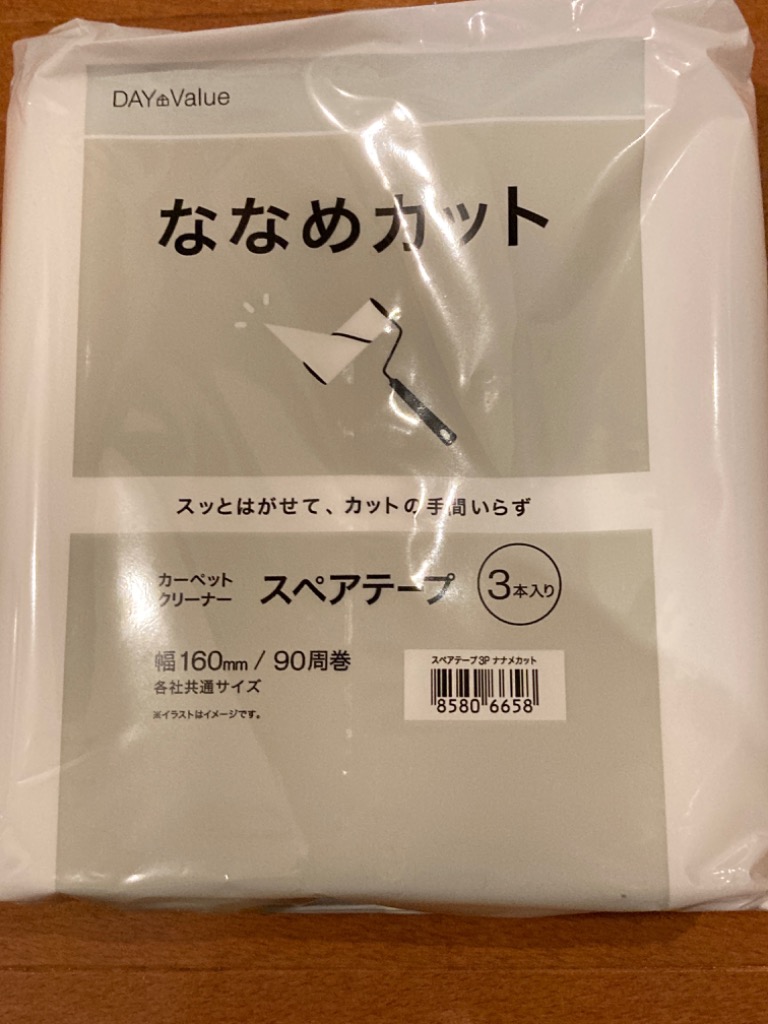 DAY Value
ななめカット
スッとはがせて、カットの手間いらず
カーペット
クリーナー
スペアテープ
3本入り
幅160mm / 90周巻
各社共通サイズ
※イラストはイメージです。
スペアテープ3P ナナメカット
8580 6658